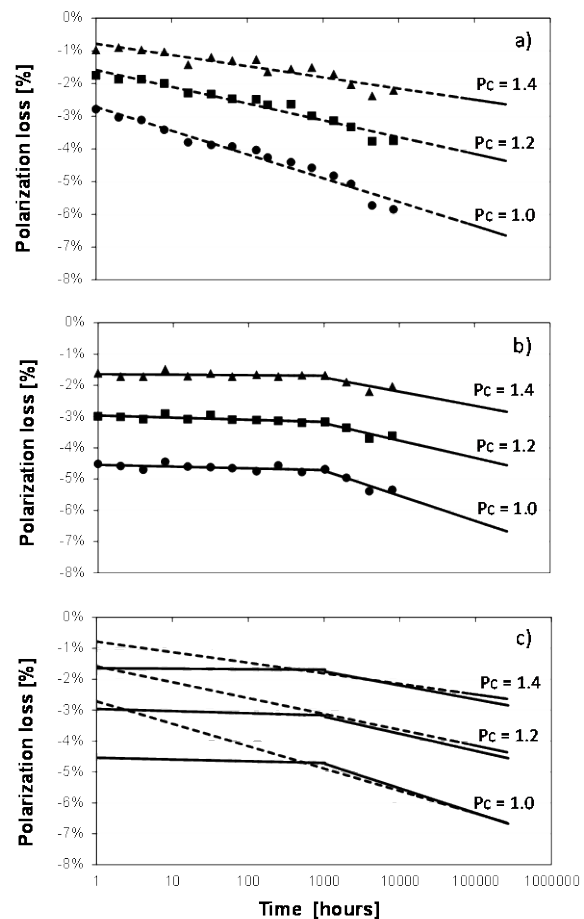 0%
-1%
-2%
-3%
-4%
-5%
-6%
-7%
-8%
Polarization loss [%]
a)
Pc = 1.4
Pc = 1.2
Pc = 1.0
0%
-1%
-2%
-3%
-4%
-5%
-6%
-7%
-8%
Polarization loss [%]
b)
Pc = 1.4
Pc = 1.2
Pc = 1.0
0%
-1%
-2%
-3%
-4%
-5%
-6%
-7%
-8%
Polarization loss [%]
c)
Pc = 1.4
Pc = 1.2
Pc = 1.0
1 10 100 1000 10000 100000 1000000
Time [hours]